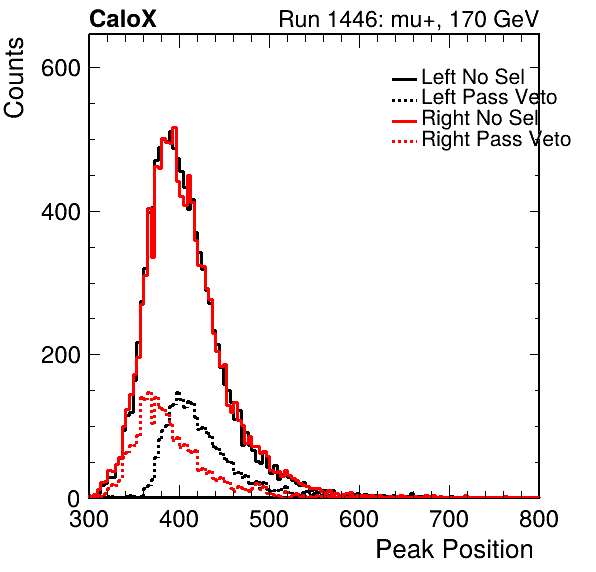 CaloX
Run 1446: mu+, 170 GeV
Counts
600
400
200
0
Left No Sel
Left Pass Veto
Right No Sel
Right Pass Veto
300 400 500 600 700 800
Peak Position